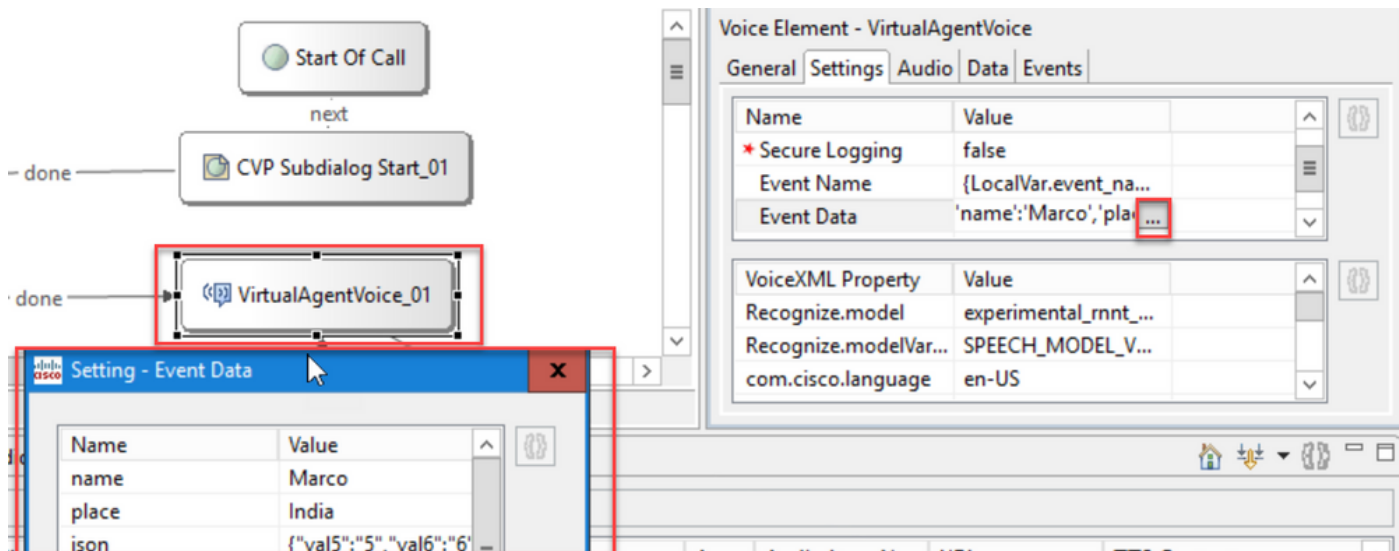 Start Of Call
next
done
CVP Subdialog Start_01
done
VirtualAgentVoice_01
Voice Element - VirtualAgentVoice
General Settings Audio Data Events
Name Value
* Secure Logging false
Event Name {LocalVar.event_na...
Event Data 'name':'Marco','plac ...
VoiceXML Property Value
Recognize.model experimental_rnnt_...
Recognize.modelVar... SPEECH_MODEL_V...
com.cisco.language en-US
cisco Setting - Event Data X
Name Value
name Marco
place India
json {"val5":"5","val6":"6"